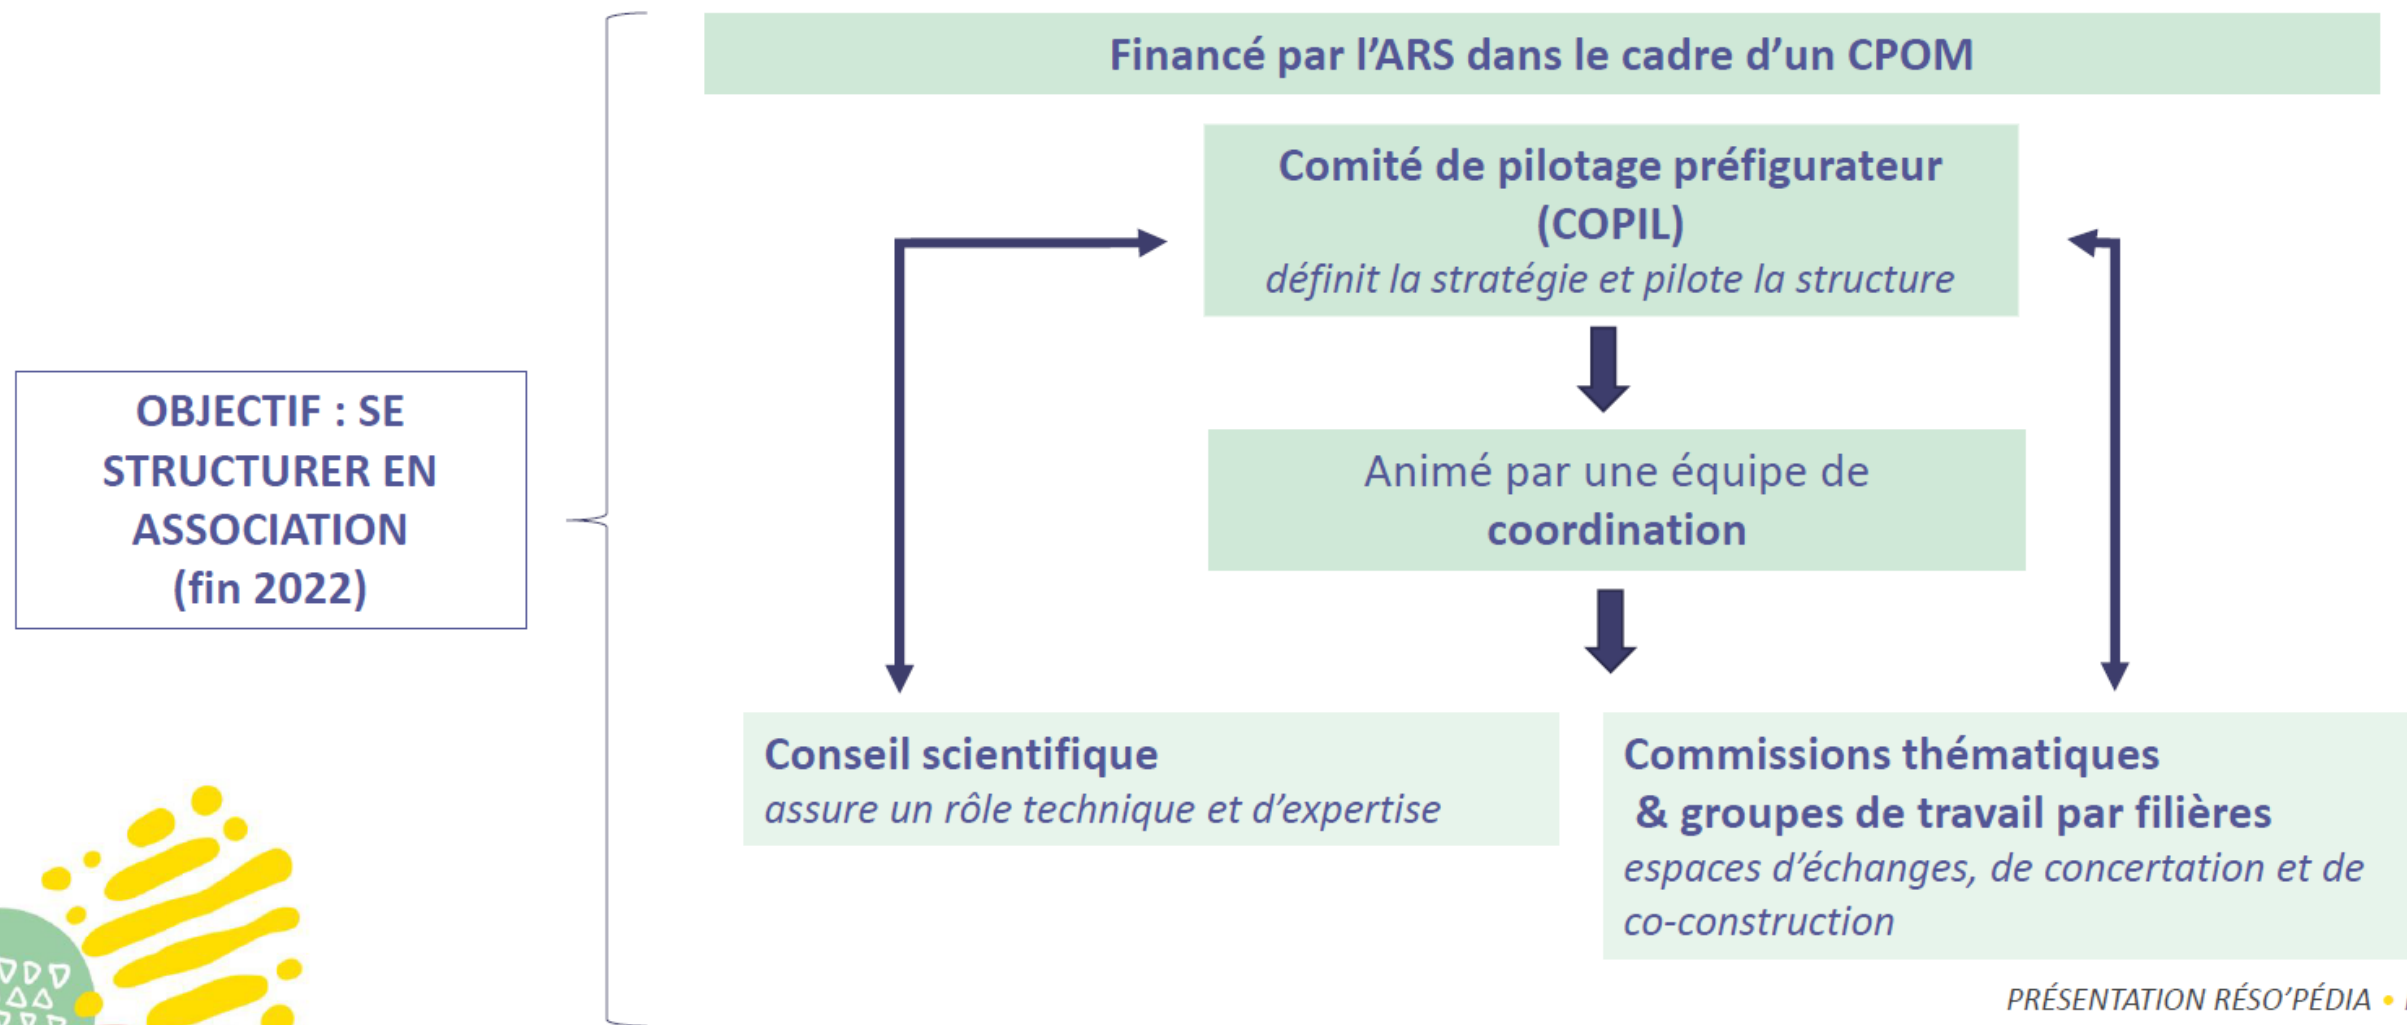 Financé par l’ARS dans le cadre d’un CPOM
Comité de pilotage préfigurateur
(COPIL)
définit la stratégie et pilote la structure
OBJECTIF : SE
STRUCTURER EN
ASSOCIATION
(fin 2022)
Animé par une équipe de
coordination
Conseil scientifique
assure un rôle technique et d’expertise
Commissions thématiques
& groupes de travail par filières
espaces d’échanges, de concertation et de
co-construction
PRÉSENTATION RÉSO’PÉDIA •